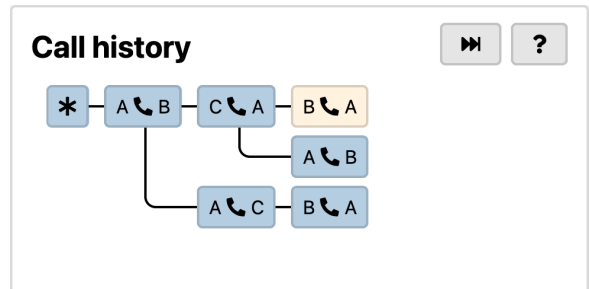 Call history
?
* A 📞 B C 📞 A B 📞 A
A 📞 B
A 📞 C B 📞 A